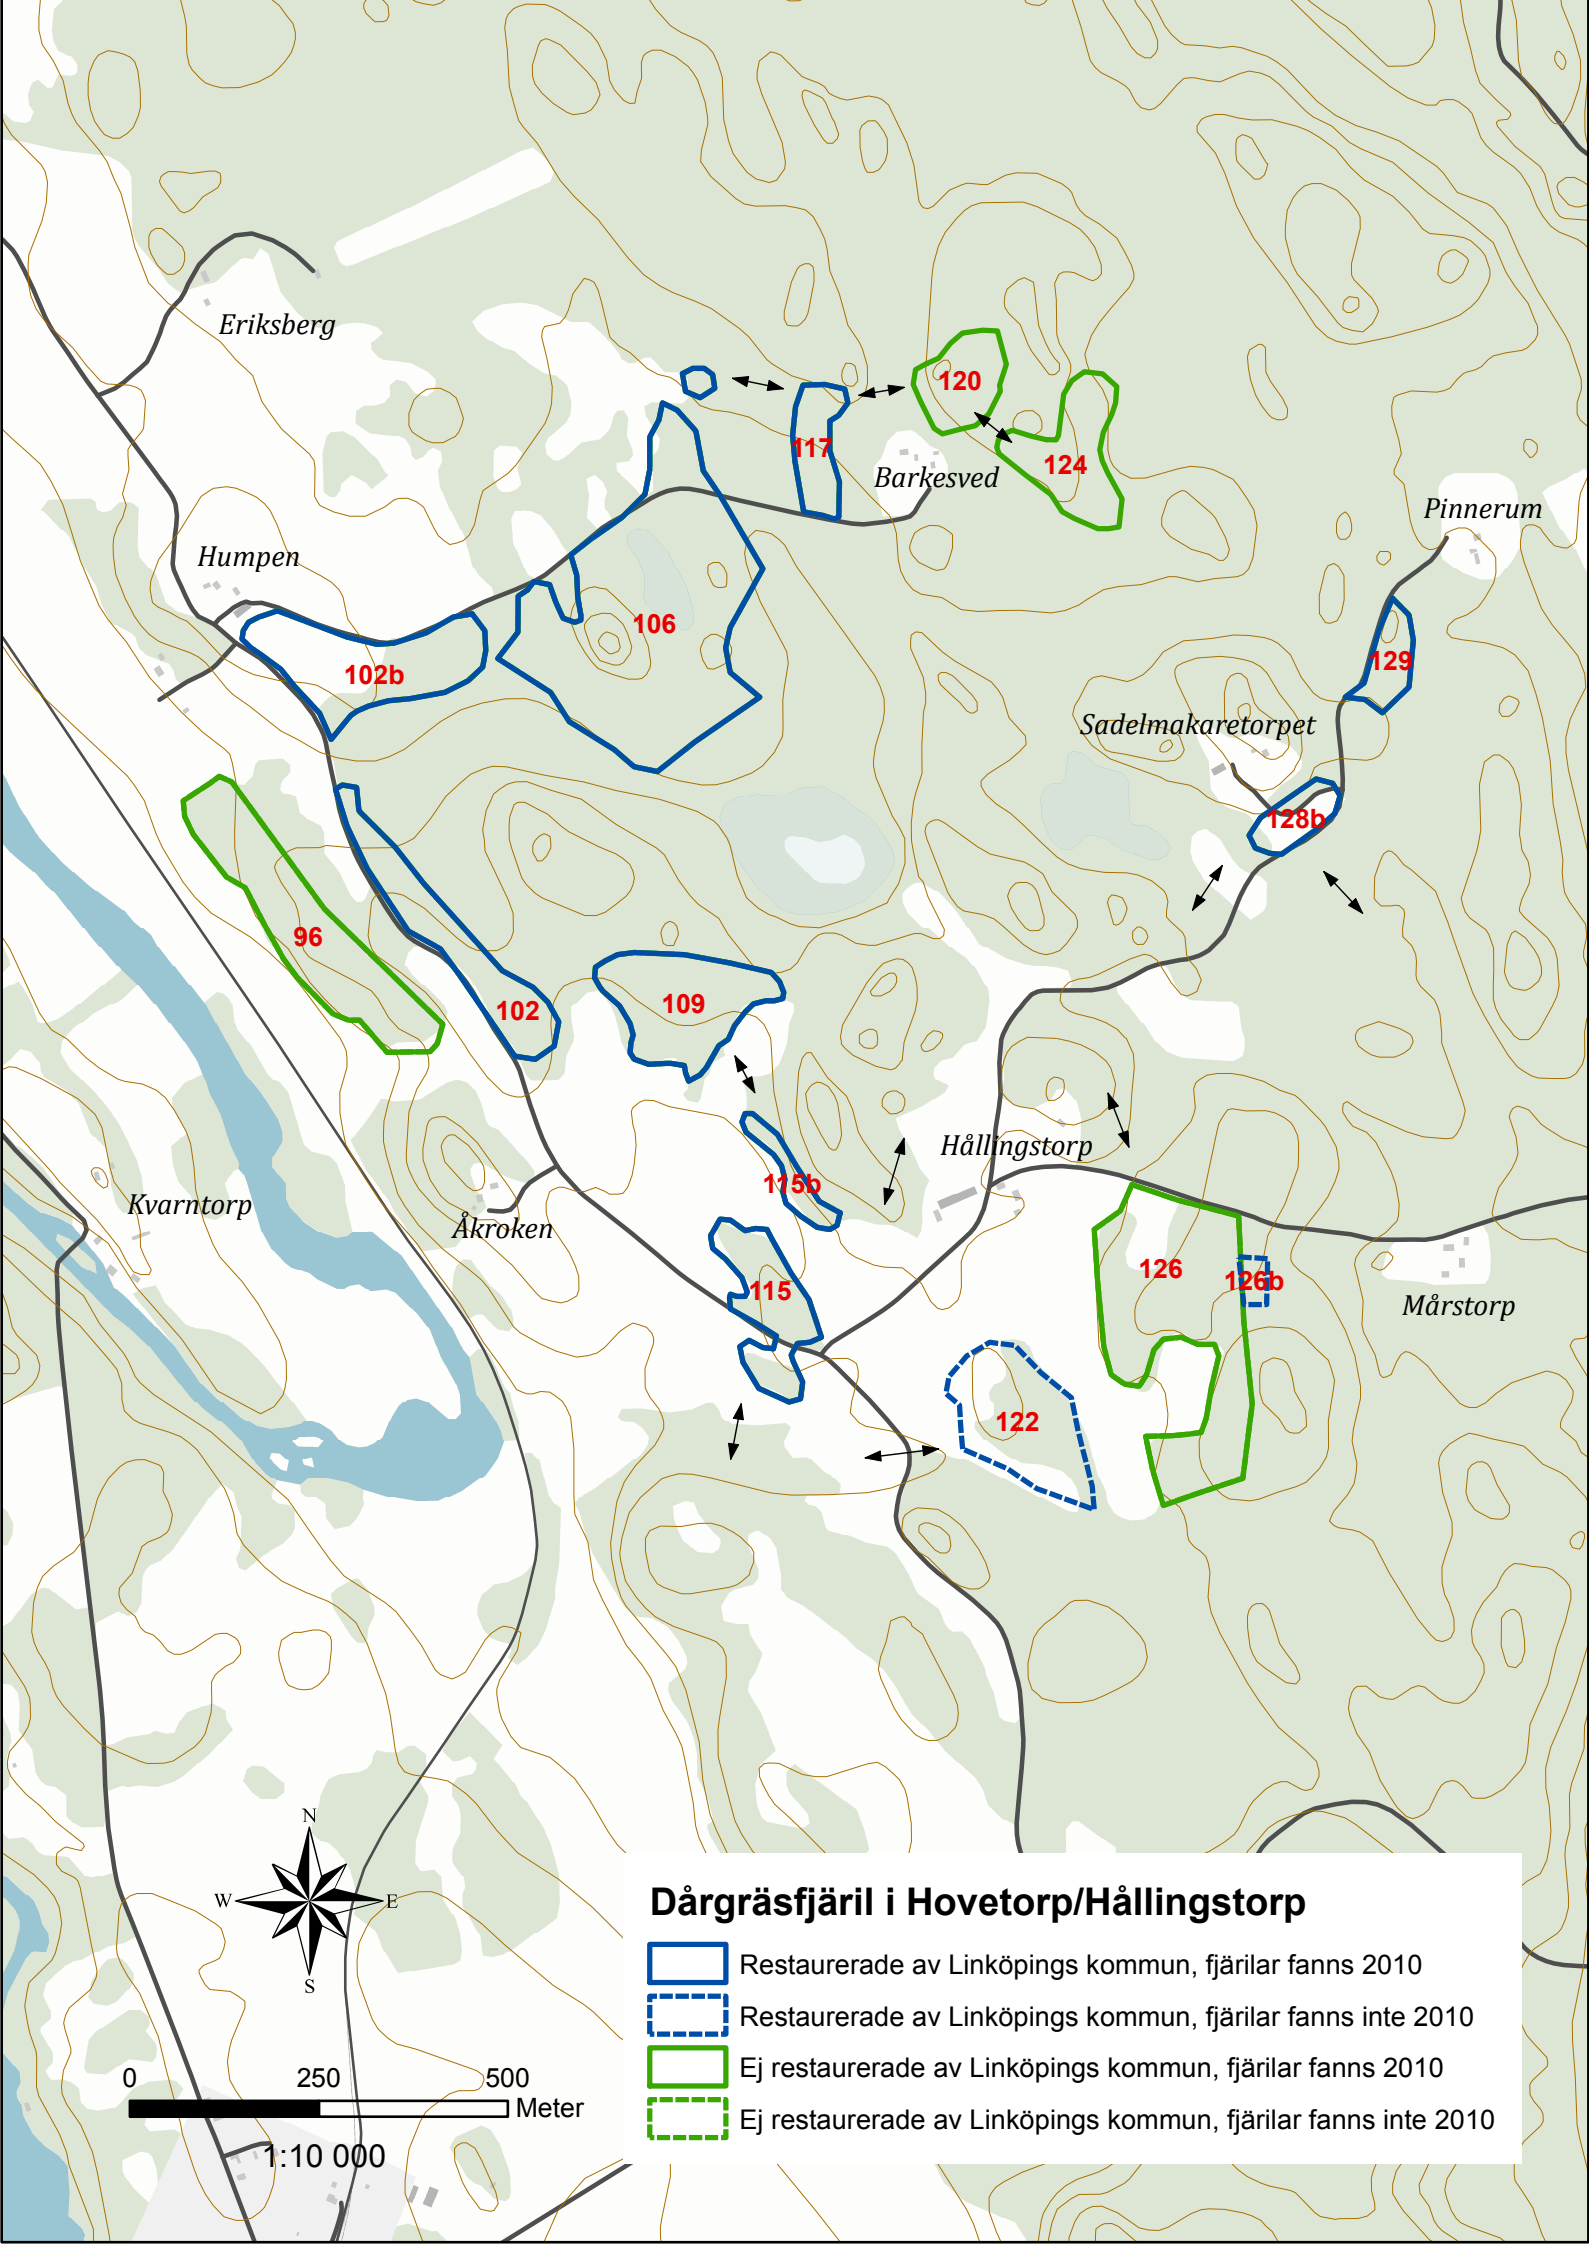 Eriksberg
120
117
124
Barkesved
Pinnerum
Humpen
106
129
102b
Sadelmakaretorpet
128b
96
109
102
Hållingstorp
115b
Kvarntorp
Åkroken
126
126b
115
Mårstorp
122
N
W
E
S
Dårgräsfjäril i Hovetorp/Hållingstorp
Restaurerade av Linköpings kommun, fjärilar fanns 2010
Restaurerade av Linköpings kommun, fjärilar fanns inte 2010
Ej restaurerade av Linköpings kommun, fjärilar fanns 2010
Ej restaurerade av Linköpings kommun, fjärilar fanns inte 2010
0 250 500
Meter
1:10 000